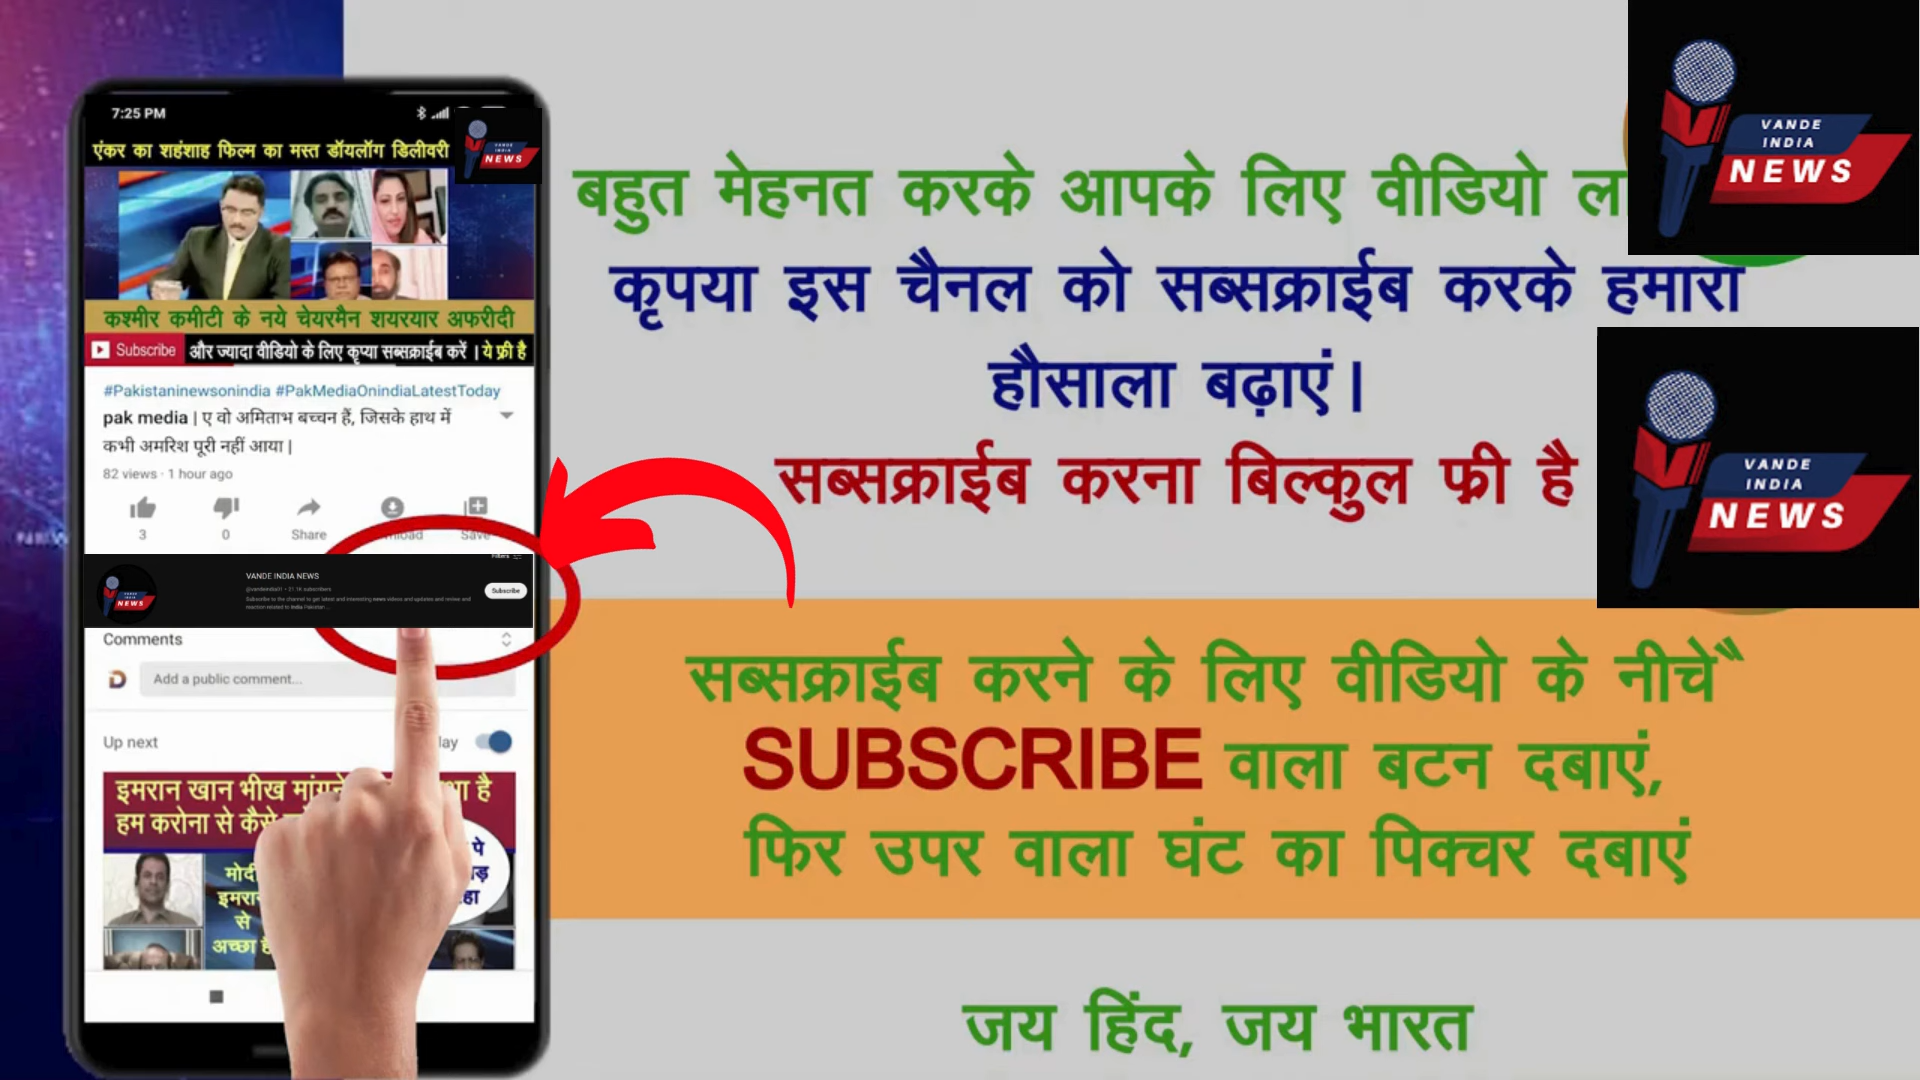 7:25 PM
एंकर का शहंशाह फिल्म का मस्त डॉयलॉग डिलीवरी
NEWS
कश्मीर कमीटी के नये चेयरमैन शयरयार अफरीदी
Subscribe और ज्यादा वीडियो के लिए कृप्या सब्सक्राईब करें । ये फ्री है
#Pakistaninewsonindia #PakMediaOnindiaLatestToday
pak media | ए वो अमिताभ बच्चन हैं, जिसके हाथ में
कभी अमरिश पूरी नहीं आया |
82 views · 1 hour ago
3 0 Share Save
VANDE INDIA NEWS
Subscribe
NEWS
Comments
Add a public comment...
Up next
इमरान खान भीख मांगने
हम करोना से कैसे
मोदी
से
अच्छा
बहुत मेहनत करके आपके लिए वीडियो
कृपया इस चैनल को सब्सक्राईब करके हमारा
हौसाला बढ़ाएं।
सब्सक्राईब करना बिल्कुल फ्री है
सब्सक्राईब करने के लिए वीडियो के नीचे"
SUBSCRIBE वाला बटन दबाएं,
फिर उपर वाला घंट का पिक्चर दबाएं
जय हिंद, जय भारत
VANDE
INDIA
NEWS
VANDE
INDIA
NEWS